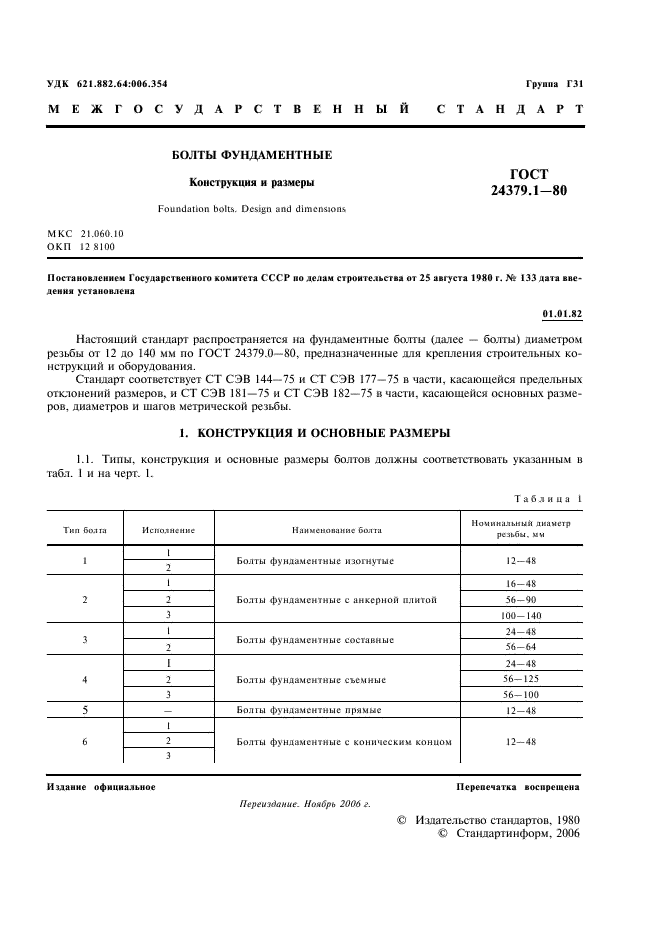 УДК 621.882.64:006.354
Группа Г31
МЕЖГОСУДАРСТВЕННЫЙ СТАНДАРТ
БОЛТЫ ФУНДАМЕНТНЫЕ
Конструкция и размеры
Foundation bolts. Design and dimensions
ГОСТ
24379.1—80
МКС 21.060.10
ОКП 12 8100
Постановлением Государственного комитета СССР по делам строительства от 25 августа 1980 г. № 133 дата вве-
дения установлена
01.01.82
Настоящий стандарт распространяется на фундаментные болты (далее — болты) диаметром
резьбы от 12 до 140 мм по ГОСТ 24379.0—80, предназначенные для крепления строительных ко-
нструкций и оборудования.
Стандарт соответствует СТ СЭВ 144—75 и СТ СЭВ 177—75 в части, касающейся предельных
отклонений размеров, и СТ СЭВ 181—75 и СТ СЭВ 182—75 в части, касающейся основных разме-
ров, диаметров и шагов метрической резьбы.
1. КОНСТРУКЦИЯ И ОСНОВНЫЕ РАЗМЕРЫ
1.1. Типы, конструкция и основные размеры болтов должны соответствовать указанным в
табл. 1 и на черт. 1.
Таблица 1
Тип болта
Исполнение
Наименование болта
Номинальный диаметр
резьбы, мм
1
1
2
Болты фундаментные изогнутые
12—48
2
1
2
3
Болты фундаментные с анкерной плитой
16—48
56—90
100—140
3
1
2
Болты фундаментные составные
24—48
56—64
4
I
2
3
Болты фундаментные съемные
24—48
56—125
56—100
5
—
Болты фундаментные прямые
12—48
6
1
2
3
Болты фундаментные с коническим концом
12—48
Издание официальное
Перепечатка воспрещена
Переиздание. Ноябрь 2006 г.
© Издательство стандартов, 1980
© Стандартинформ, 2006